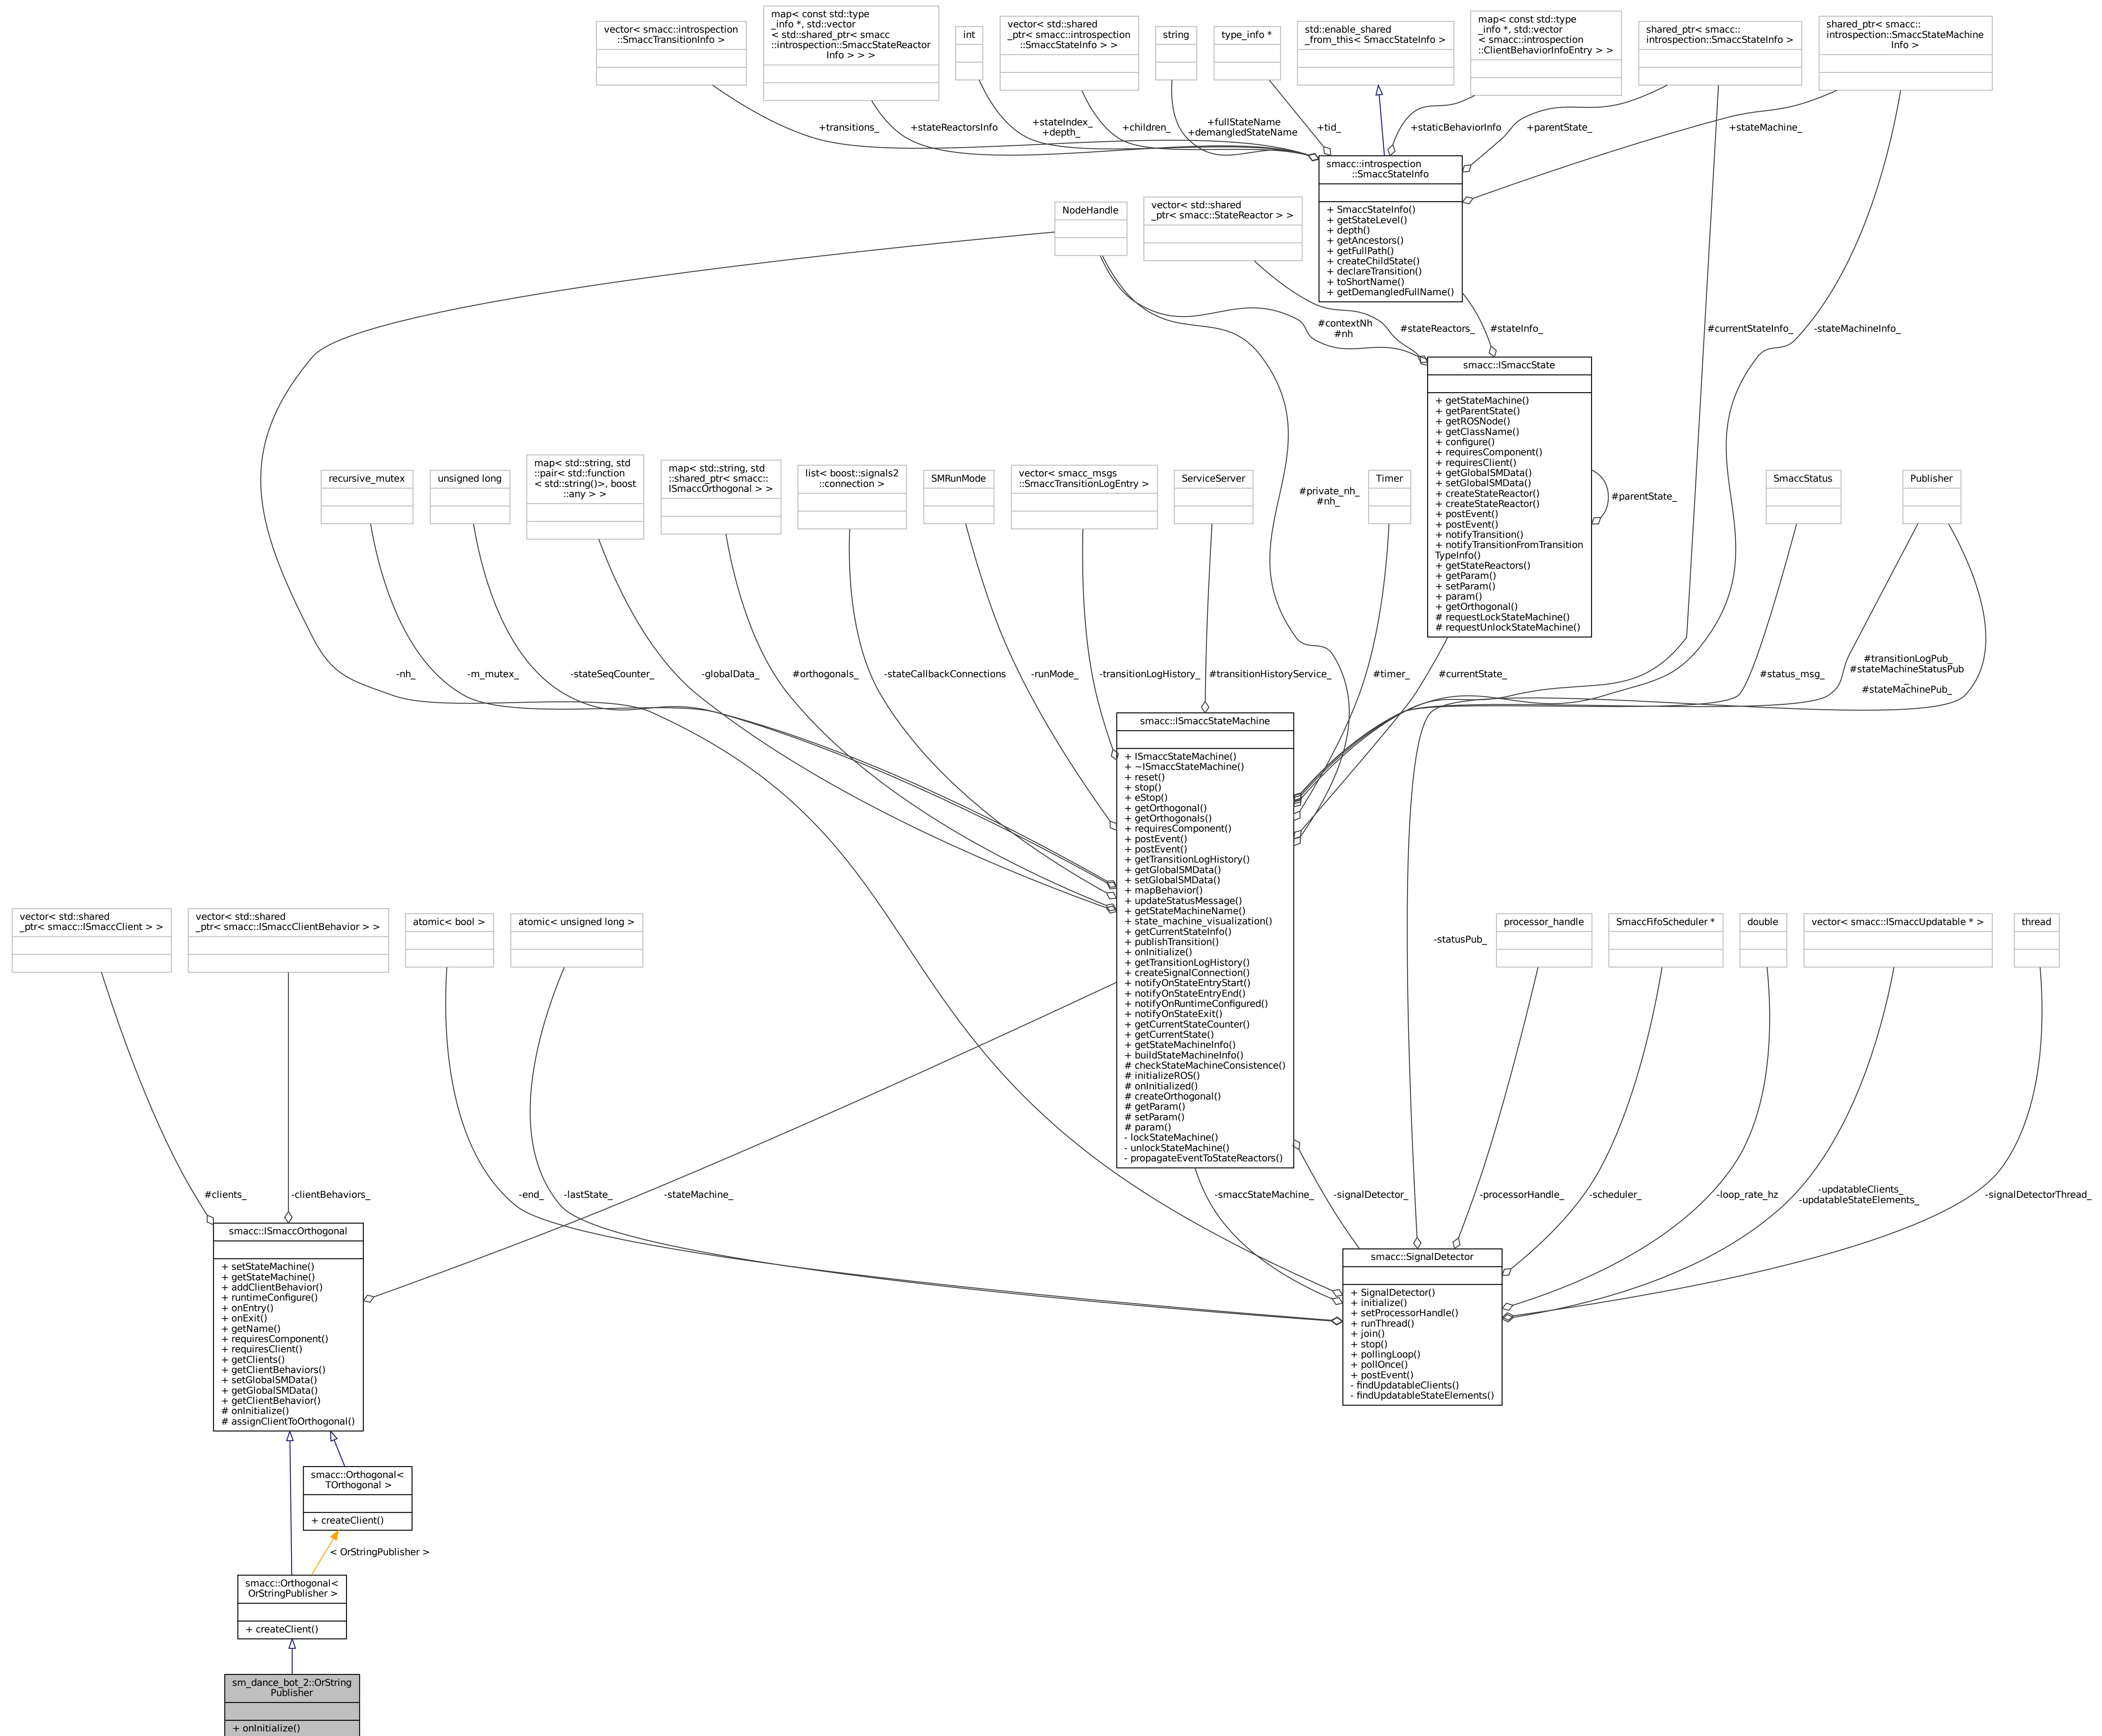 vector< smacc::introspection
::SmaccTransitionInfo >
map< const std::type
_info *, std::vector
< std::shared_ptr< smacc
::introspection::SmaccStateReactor
Info > > >
int
vector< std::shared
_ptr< smacc::introspection
::SmaccStateInfo > >
string
type_info *
std::enable_shared
_from_this< SmaccStateInfo >
map< const std::type
_info *, std::vector
< smacc::introspection
::ClientBehaviorInfoEntry > >
shared_ptr< smacc::
introspection::SmaccStateInfo >
shared_ptr< smacc::
introspection::SmaccStateMachine
Info >
+transitions_
+stateReactorsInfo
+stateIndex_
+depth_
+children_
+fullStateName
+demangledStateName
+tid_
+staticBehaviorInfo
+parentState_
+stateMachine_
smacc::introspection
::SmaccStateInfo
+ SmaccStateInfo()
+ getStateLevel()
+ depth()
+ getAncestors()
+ getFullPath()
+ createChildState()
+ declareTransition()
+ toShortName()
+ getDemangledFullName()
NodeHandle
vector< std::shared
_ptr< smacc::StateReactor > >
#contextNh
#nh
#stateReactors_
#stateInfo_
#currentStateInfo_
-stateMachineInfo_
smacc::ISmaccState
+ getStateMachine()
+ getParentState()
+ getROSNode()
+ getClassName()
+ configure()
+ requiresComponent()
+ requiresClient()
+ getGlobalSMData()
+ setGlobalSMData()
+ createStateReactor()
+ createStateReactor()
+ postEvent()
+ postEvent()
+ notifyTransition()
+ notifyTransitionFromTransition
TypeInfo()
+ getStateReactors()
+ getParam()
+ setParam()
+ param()
+ getOrthogonal()
# requestLockStateMachine()
# requestUnlockStateMachine()
#parentState_
recursive_mutex
unsigned long
map< std::string, std
::pair< std::function
< std::string()>, boost
::any > >
map< std::string, std
::shared_ptr< smacc::
ISmaccOrthogonal > >
list< boost::signals2
::connection >
SMRunMode
vector< smacc_msgs
::SmaccTransitionLogEntry >
ServiceServer
#private_nh_
#nh_
Timer
SmaccStatus
Publisher
-nh_
-m_mutex_
-stateSeqCounter_
-globalData_
#orthogonals_
-stateCallbackConnections
-runMode_
-transitionLogHistory_
#transitionHistoryService_
#timer_
#currentState_
#status_msg_
#transitionLogPub_
#stateMachineStatusPub
_
#stateMachinePub_
smacc::ISmaccStateMachine
+ ISmaccStateMachine()
+ ~ISmaccStateMachine()
+ reset()
+ stop()
+ eStop()
+ getOrthogonal()
+ getOrthogonals()
+ requiresComponent()
+ postEvent()
+ postEvent()
+ getTransitionLogHistory()
+ getGlobalSMData()
+ setGlobalSMData()
+ mapBehavior()
+ updateStatusMessage()
+ getStateMachineName()
+ state_machine_visualization()
+ getCurrentStateInfo()
+ publishTransition()
+ onInitialize()
+ getTransitionLogHistory()
+ createSignalConnection()
+ notifyOnStateEntryStart()
+ notifyOnStateEntryEnd()
+ notifyOnRuntimeConfigured()
+ notifyOnStateExit()
+ getCurrentStateCounter()
+ getCurrentState()
+ getStateMachineInfo()
+ buildStateMachineInfo()
# checkStateMachineConsistence()
# initializeROS()
# onInitialized()
# createOrthogonal()
# getParam()
# setParam()
# param()
- lockStateMachine()
- unlockStateMachine()
- propagateEventToStateReactors()
vector< std::shared
_ptr< smacc::ISmaccClient > >
vector< std::shared
_ptr< smacc::ISmaccClientBehavior > >
atomic< bool >
atomic< unsigned long >
-statusPub_
processor_handle
SmaccFifoScheduler *
double
vector< smacc::ISmaccUpdatable * >
thread
#clients_
-clientBehaviors_
-end_
-lastState_
-stateMachine_
-smaccStateMachine_
-signalDetector_
-processorHandle_
-scheduler_
-loop_rate_hz
-updatableClients_
-updatableStateElements_
-signalDetectorThread_
smacc::ISmaccOrthogonal
+ setStateMachine()
+ getStateMachine()
+ addClientBehavior()
+ runtimeConfigure()
+ onEntry()
+ onExit()
+ getName()
+ requiresComponent()
+ requiresClient()
+ getClients()
+ getClientBehaviors()
+ setGlobalSMData()
+ getGlobalSMData()
+ getClientBehavior()
# onInitialize()
# assignClientToOrthogonal()
smacc::SignalDetector
+ SignalDetector()
+ initialize()
+ setProcessorHandle()
+ runThread()
+ join()
+ stop()
+ pollingLoop()
+ pollOnce()
+ postEvent()
- findUpdatableClients()
- findUpdatableStateElements()
smacc::Orthogonal<
TOrthogonal >
+ createClient()
< OrStringPublisher >
smacc::Orthogonal<
OrStringPublisher >
+ createClient()
sm_dance_bot_2::OrString
Publisher
+ onInitialize()